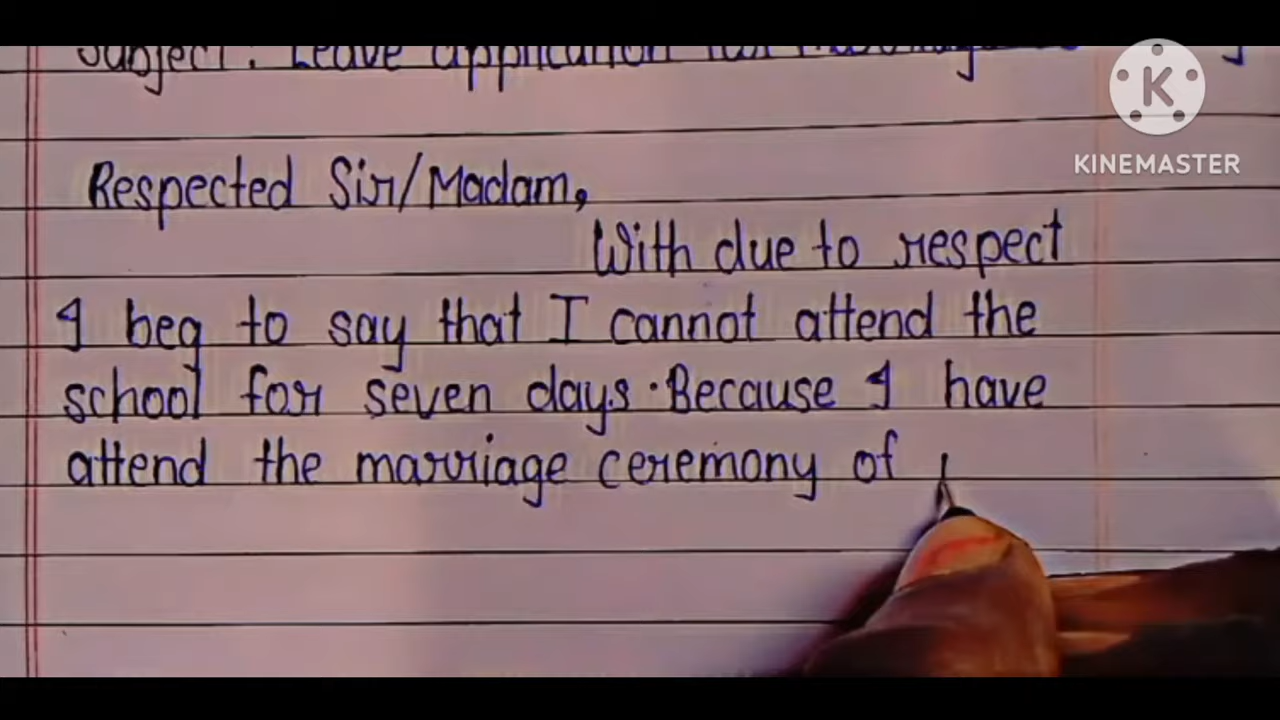 Subject: Leave application for
Respected Sir/Madam,
With due to respect
I beg to say that I cannot attend the
school for seven days. Because I have
attend the marriage ceremony of
K
KINEMASTER